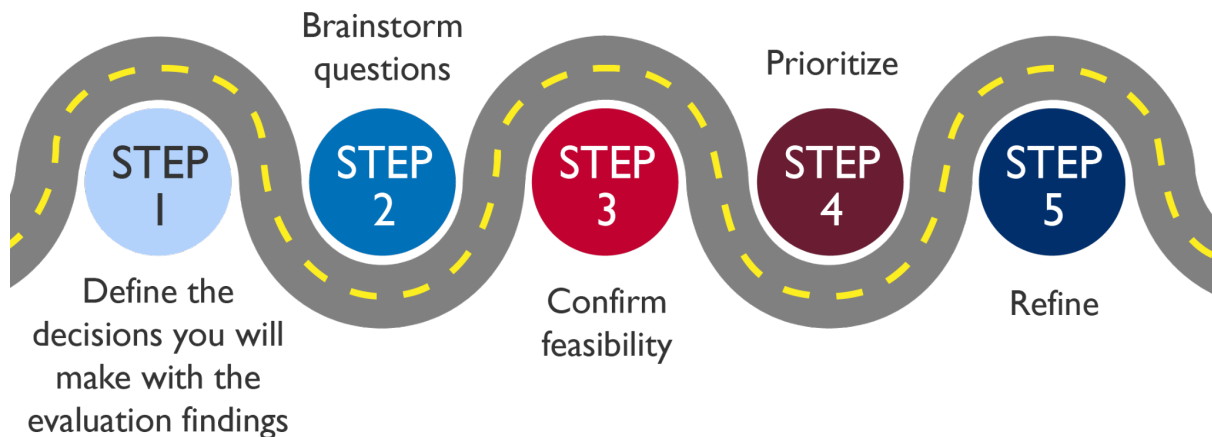 STEP
1
Define the
decisions you will
make with the
evaluation findings
Brainstorm
questions
STEP
2
STEP
3
Confirm
feasibility
Prioritize
STEP
4
STEP
5
Refine